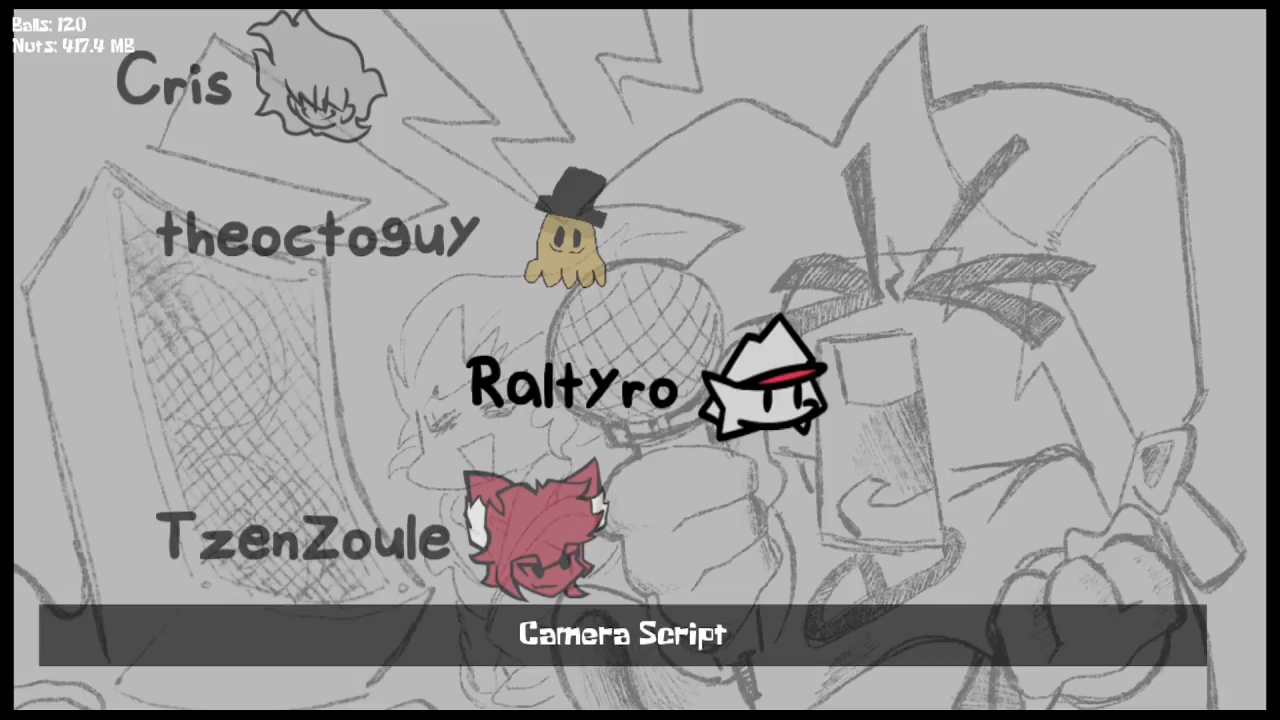 Balls: 120
Nuts: 417.4 MB
Cris
theoctoguy
Raltyro
TzenZoule
Camera Script